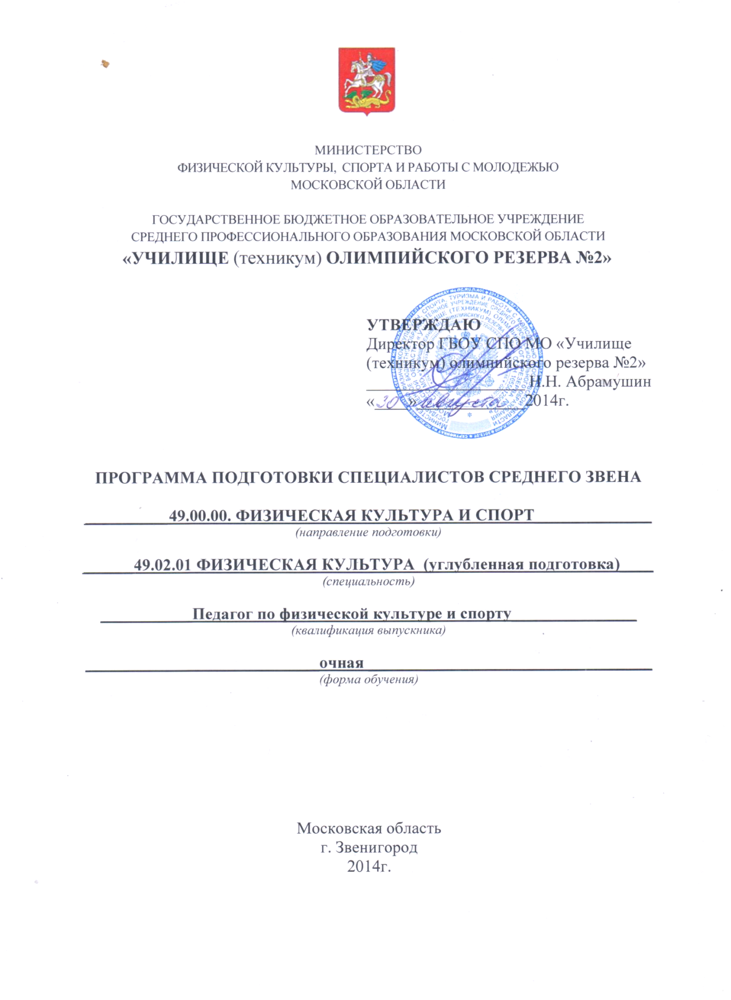 МИНИСТЕРСТВО
ФИЗИЧЕСКОЙ КУЛЬТУРЫ, СПОРТА И РАБОТЫ С МОЛОДЕЖЬЮ
МОСКОВСКОЙ ОБЛАСТИ
ГОСУДАРСТВЕННОЕ БЮДЖЕТНОЕ ОБРАЗОВАТЕЛЬНОЕ УЧРЕЖДЕНИЕ
СРЕДНЕГО ПРОФЕССИОНАЛЬНОГО ОБРАЗОВАНИЯ МОСКОВСКОЙ ОБЛАСТИ
«УЧИЛИЩЕ (техникум) ОЛИМПИЙСКОГО РЕЗЕРВА №2»
УТВЕРЖДАЮ
Директор ГБОУ СПО МО «Училище
(техникум) олимпийского резерва №2»
Н.Н. Абрамушин
«30» августа 2014г.
ПРОГРАММА ПОДГОТОВКИ СПЕЦИАЛИСТОВ СРЕДНЕГО ЗВЕНА
49.00.00. ФИЗИЧЕСКАЯ КУЛЬТУРА И СПОРТ
(направление подготовки)
49.02.01 ФИЗИЧЕСКАЯ КУЛЬТУРА (углубленная подготовка)
(специальность)
Педагог по физической культуре и спорту
(квалификация выпускника)
очная
(форма обучения)
Московская область
г. Звенигород
2014г.